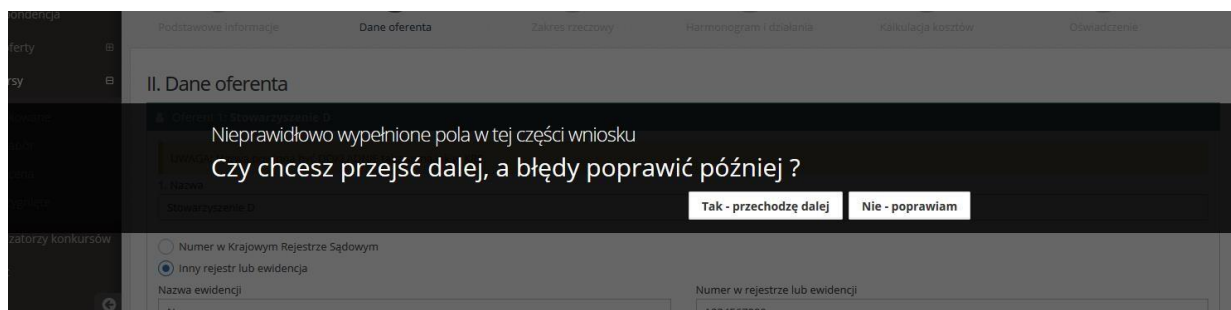 Podstawowe informacje
Dane oferenta
Zakres rzeczowy
Harmonogram i działania
Kalkulacja kosztów
Oświadczenie
II. Dane oferenta
Oferent 1: Stowarzyszenie D
Nieprawidłowo wypełnione pola w tej części wniosku
Czy chcesz przejść dalej, a błędy poprawić później ?
1. Nazwa
Stowarzyszenie D
Tak - przechodzę dalej
Nie - poprawiam
Numer w Krajowym Rejestrze Sądowym
konkursów
Inny rejestr lub ewidencja
Nazwa ewidencji
Numer w rejestrze lub ewidencji